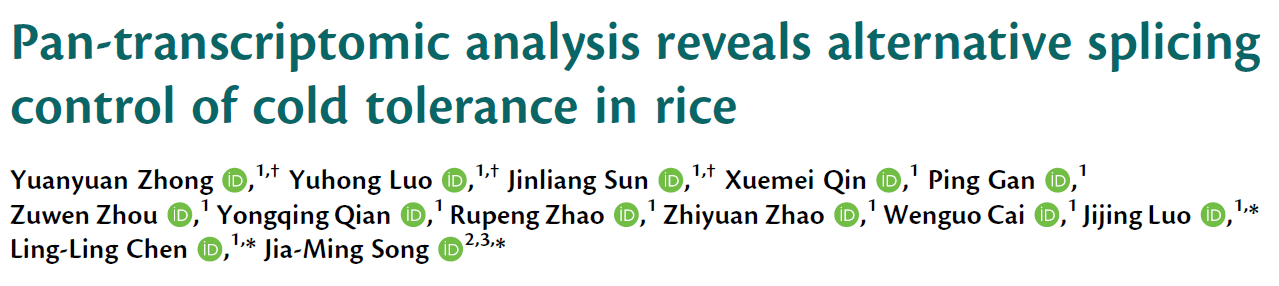 Pan-transcriptomic analysis reveals alternative splicing
control of cold tolerance in rice
Yuanyuan Zhong iD,1,† Yuhong Luo iD,1,† Jinliang Sun iD,1,† Xuemei Qin iD,1 Ping Gan iD,1
Zuwen Zhou iD,1 Yongqing Qian iD,1 Rupeng Zhao iD,1 Zhiyuan Zhao iD,1 Wenguo Cai iD,1 Jijing Luo iD,1,*
Ling-Ling Chen iD,1,* Jia-Ming Song iD2,3,*